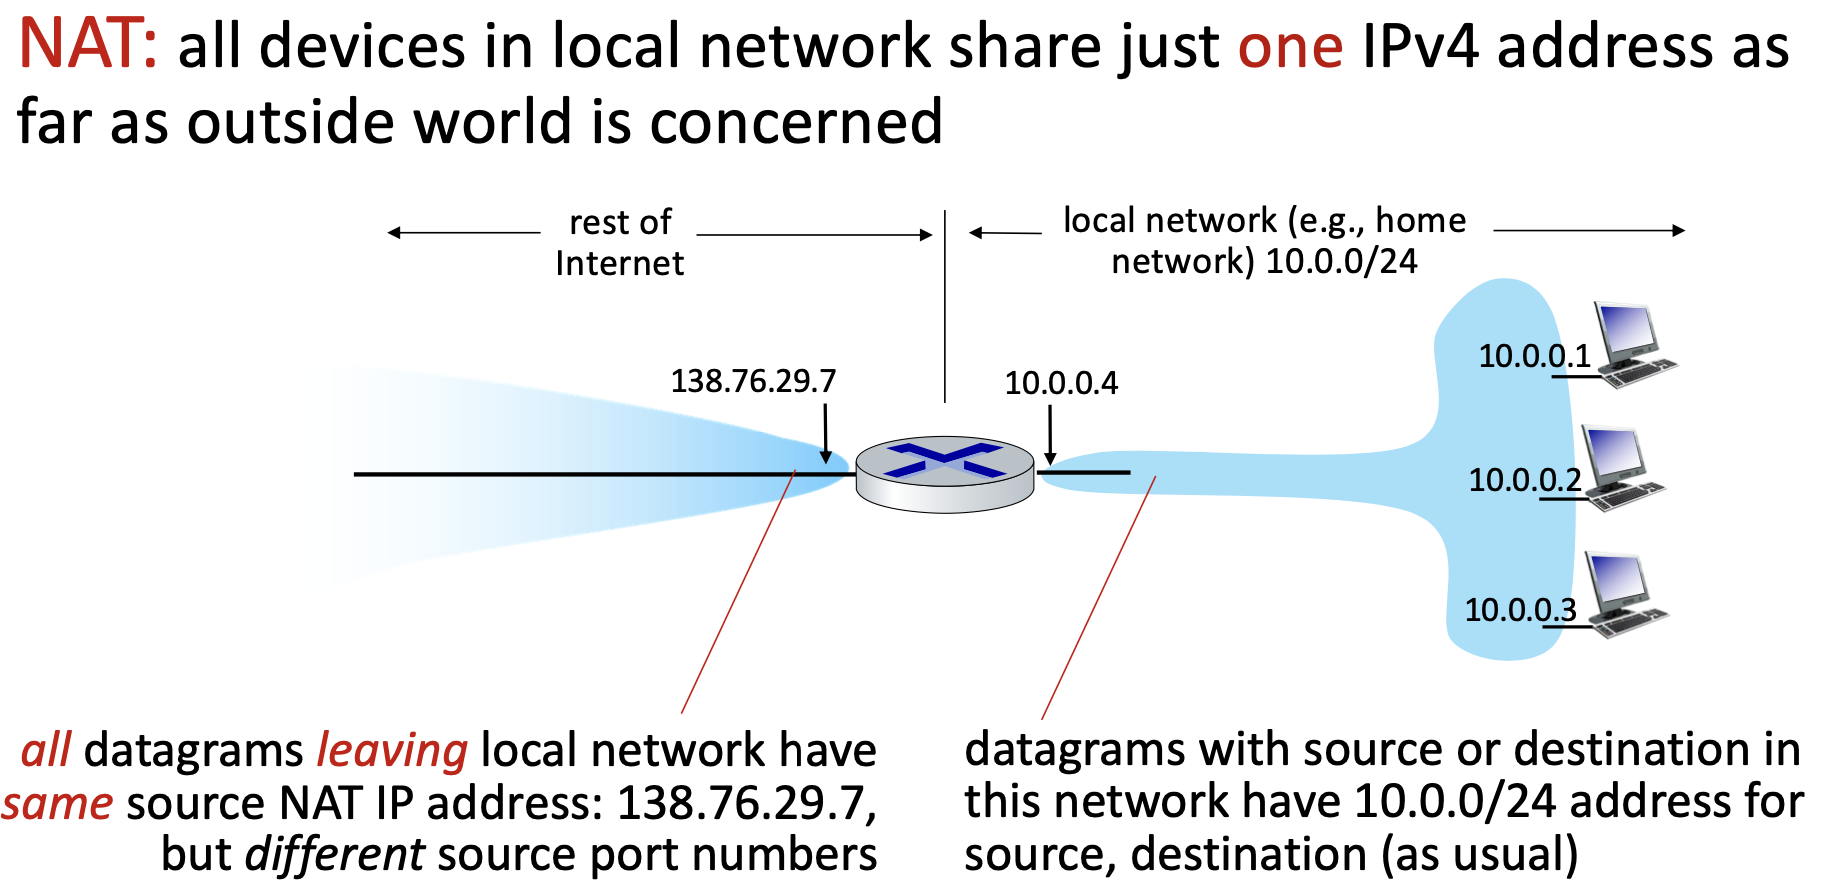 NAT: all devices in local network share just one IPv4 address as
far as outside world is concerned
rest of
Internet
local network (e.g., home
network) 10.0.0/24
138.76.29.7
10.0.0.4
10.0.0.1
10.0.0.2
10.0.0.3
all datagrams leaving local network have
same source NAT IP address: 138.76.29.7,
but different source port numbers
datagrams with source or destination in
this network have 10.0.0/24 address for
source, destination (as usual)